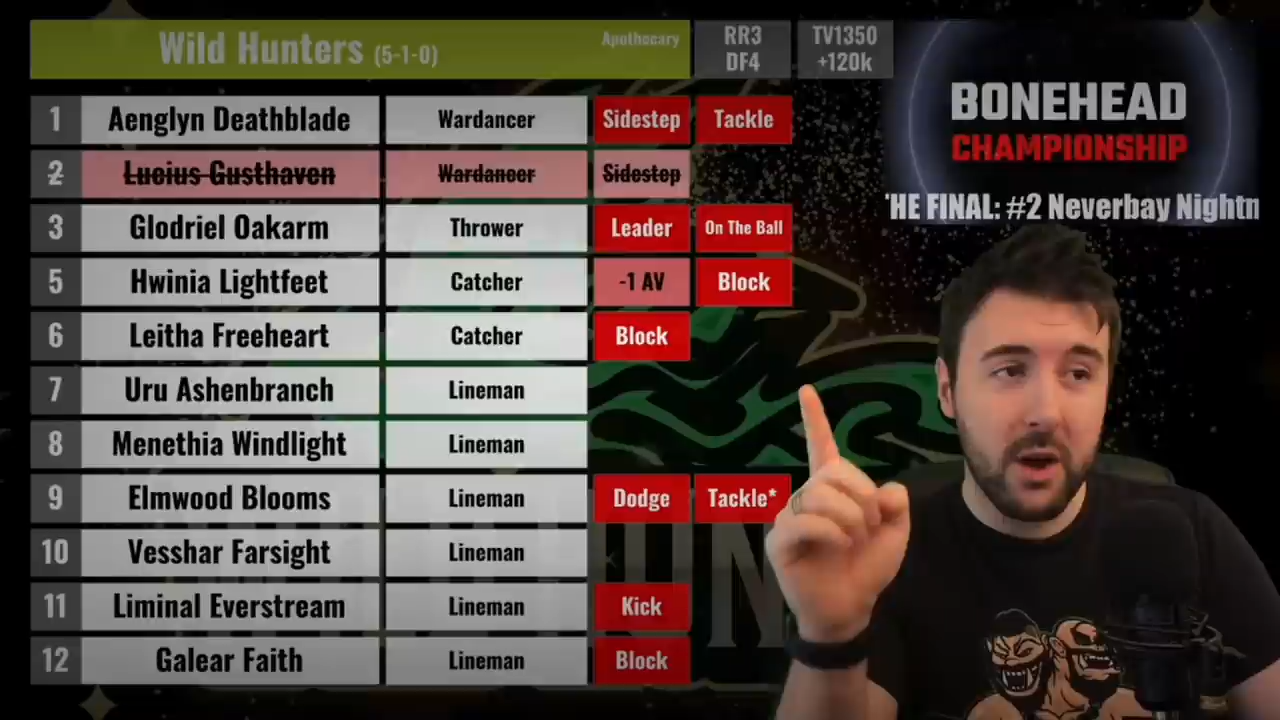 Wild Hunters (5-1-0) Apothecary RR3 DF4 TV1350 +120k
1 Aenglyn Deathblade Wardancer Sidestep Tackle
2 Lucius Gusthaven Wardancer Sidestep
3 Glodriel Oakarm Thrower Leader On The Ball
5 Hwinia Lightfeet Catcher -1 AV Block
6 Leitha Freeheart Catcher Block
7 Uru Ashenbranch Lineman
8 Menethia Windlight Lineman
9 Elmwood Blooms Lineman Dodge Tackle*
10 Vesshar Farsight Lineman
11 Liminal Everstream Lineman Kick
12 Galear Faith Lineman Block
BONEHEAD
CHAMPIONSHIP
HE FINAL: #2 Neverbay Nightn